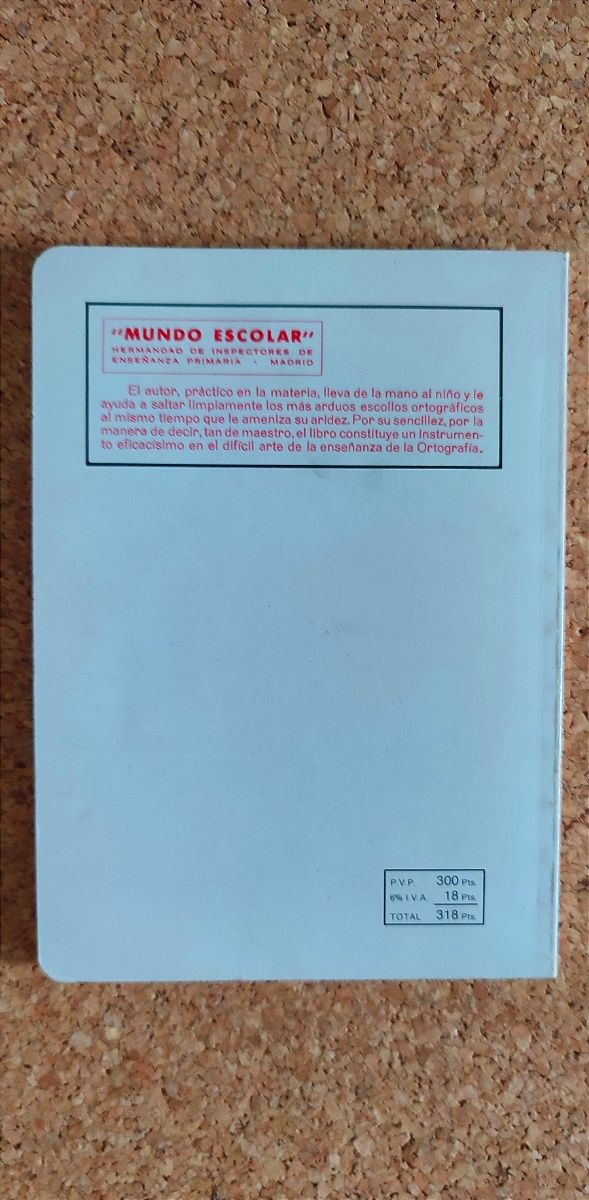 "MUNDO ESCOLAR"
HERMANDAD DE INSPECTORES DE
ENSEÑANZA PRIMARIA - MADRID
El autor, práctico en la materia, lleva de la mano al niño y le
ayuda a saltar limpiamente los más arduos escollos ortográficos
al mismo tiempo que le ameniza su aridez. Por su sencillez, por la
manera de decir, tan de maestro, el libro constituye un instrumen-
to eficacísimo en el difícil arte de la enseñanza de la Ortografía.
P.V.P. 300 Pts.
6% I.V.A. 18 Pts.
TOTAL 318 Pts.